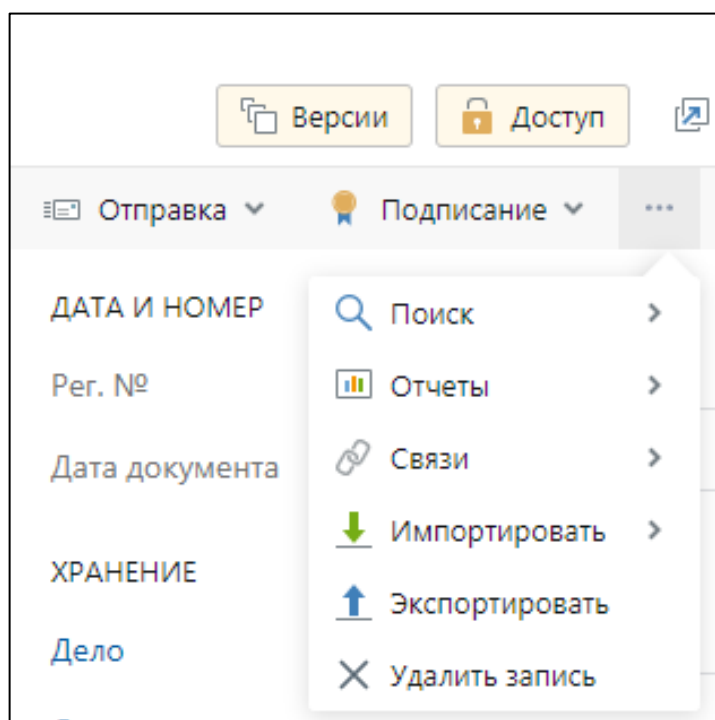 Версии Доступ
Отправка Подписание ...
ДАТА И НОМЕР
Рег. №
Дата документа
ХРАНЕНИЕ
Дело
Поиск
Отчеты
Связи
Импортировать
Экспортировать
Удалить запись